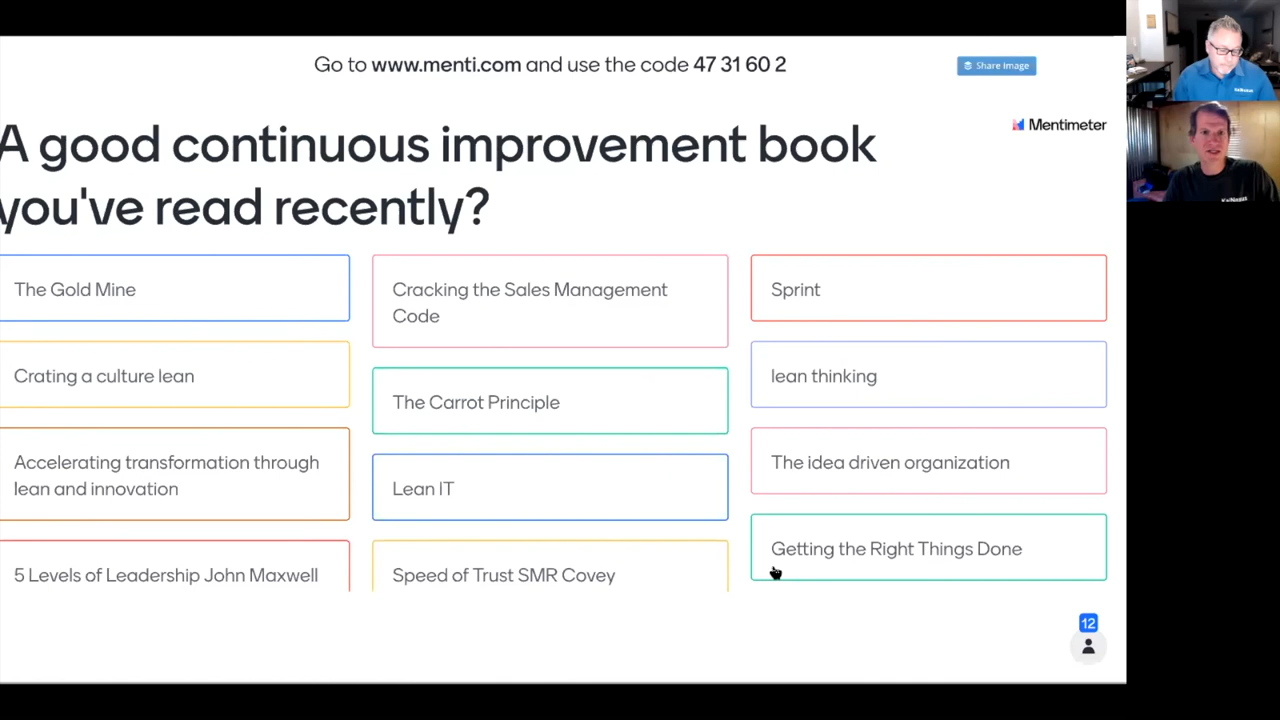 Go to www.menti.com and use the code 47 31 60 2
Share image
Mentimeter
A good continuous improvement book
you've read recently?
The Gold Mine
Crating a culture lean
Accelerating transformation through
lean and innovation
5 Levels of Leadership John Maxwell
Cracking the Sales Management
Code
The Carrot Principle
Lean IT
Speed of Trust SMR Covey
Sprint
lean thinking
The idea driven organization
Getting the Right Things Done
12
KaiNexus
KaiNexus